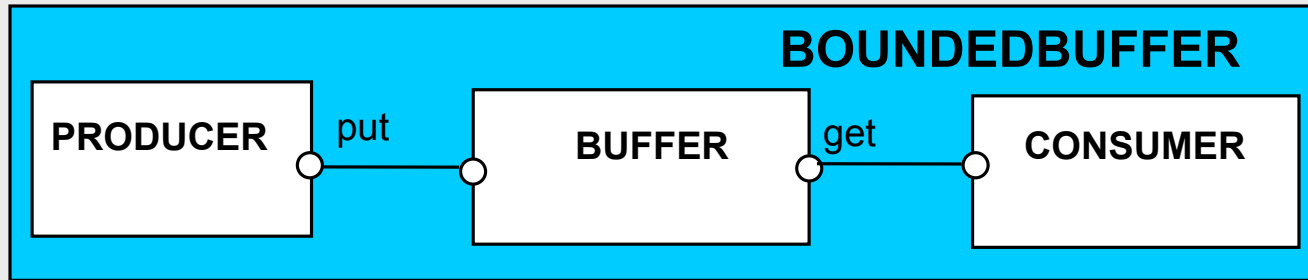 BOUNDEDBUFFER
PRODUCER
put
BUFFER
get
CONSUMER